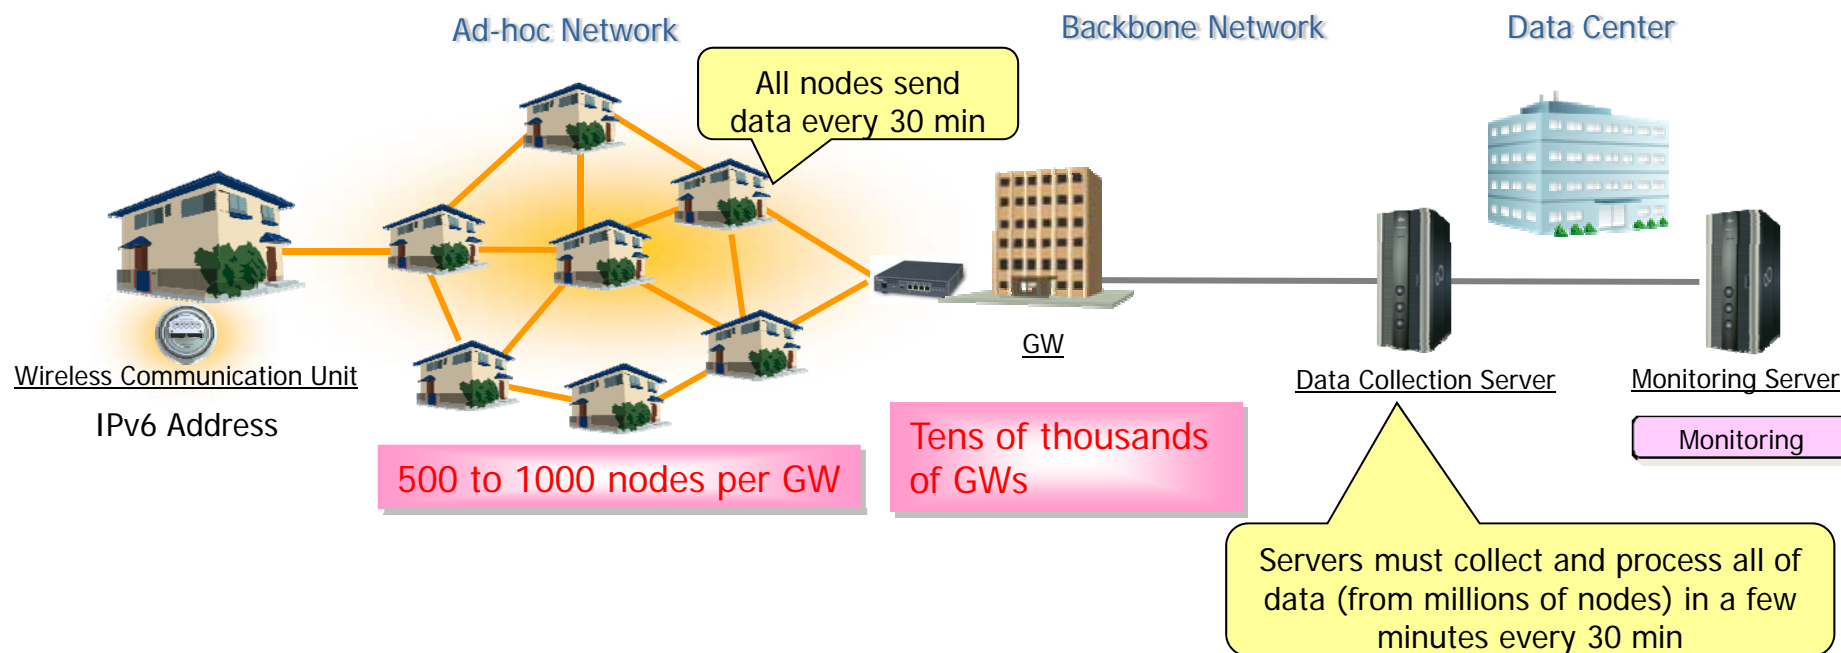 Ad-hoc Network
Backbone Network
Data Center
All nodes send
data every 30 min
GW
Wireless Communication Unit
IPv6 Address
Data Collection Server
Monitoring Server
Monitoring
500 to 1000 nodes per GW
Tens of thousands
of GWs
Servers must collect and process all of
data (from millions of nodes) in a few
minutes every 30 min